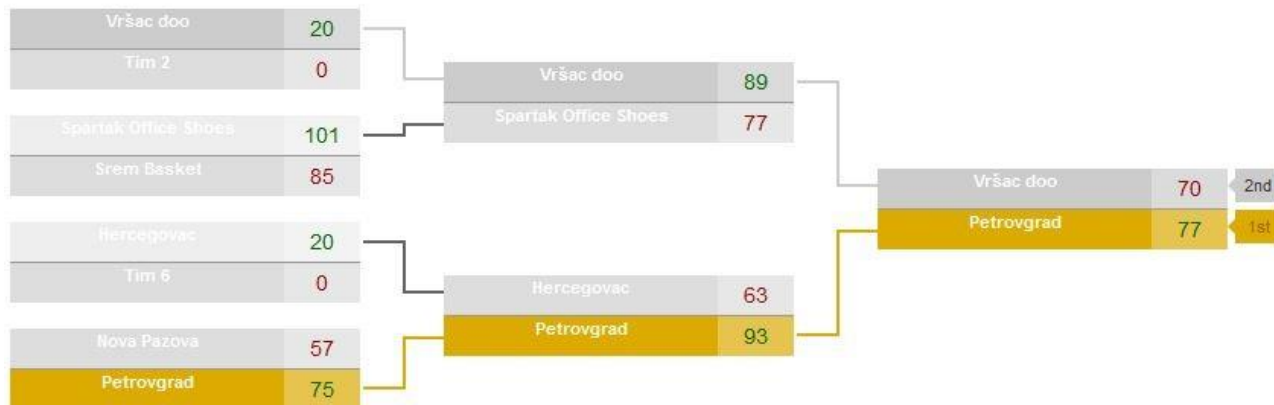 Vršac doo 20
Tim 2 0
Spartak Office Shoes 101
Srem Basket 85
Hercegovac 20
Tim 6 0
Nova Pazova 57
Petrovgrad 75
Vršac doo 89
Spartak Office Shoes 77
Hercegovac 63
Petrovgrad 93
Vršac doo 70 2nd
Petrovgrad 77 1st